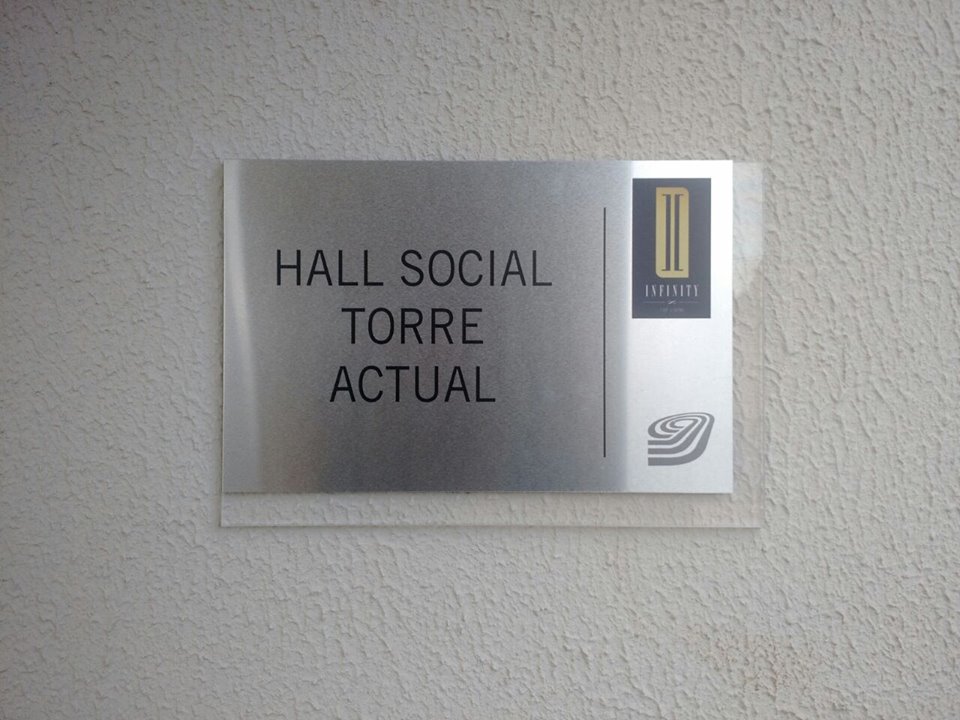 HALL SOCIAL
TORRE
ACTUAL
INFINITY